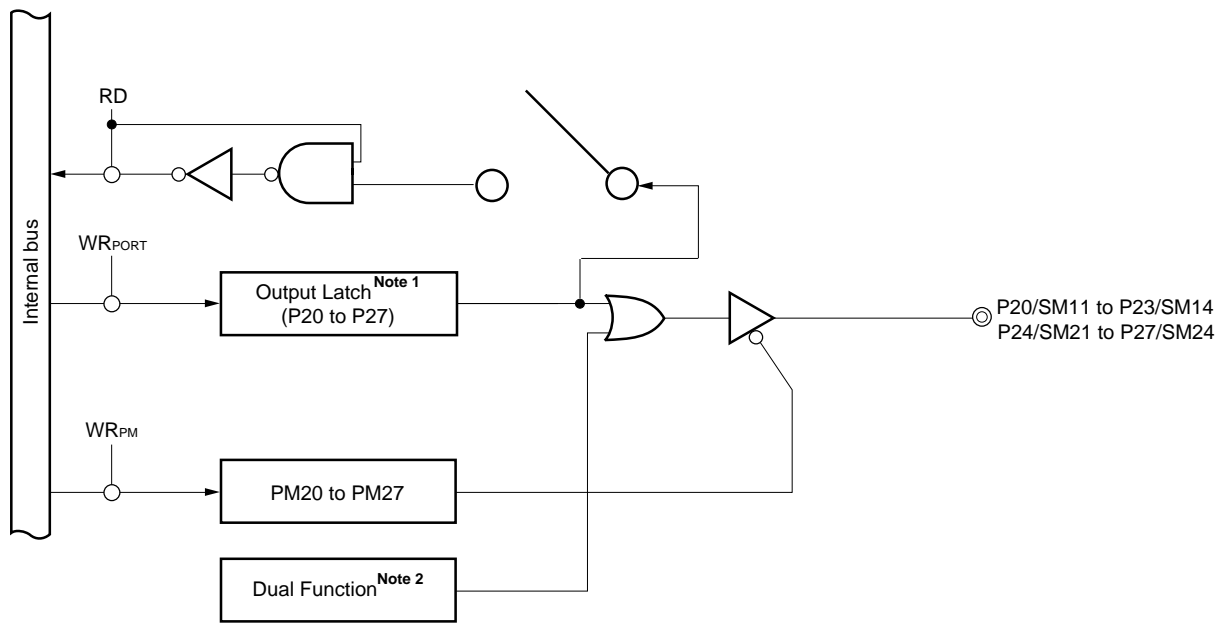 RD
Internal bus
WRPORT
Output Latch Note 1
(P20 to P27)
P20/SM11 to P23/SM14
P24/SM21 to P27/SM24
WRPM
PM20 to PM27
Dual Function Note 2